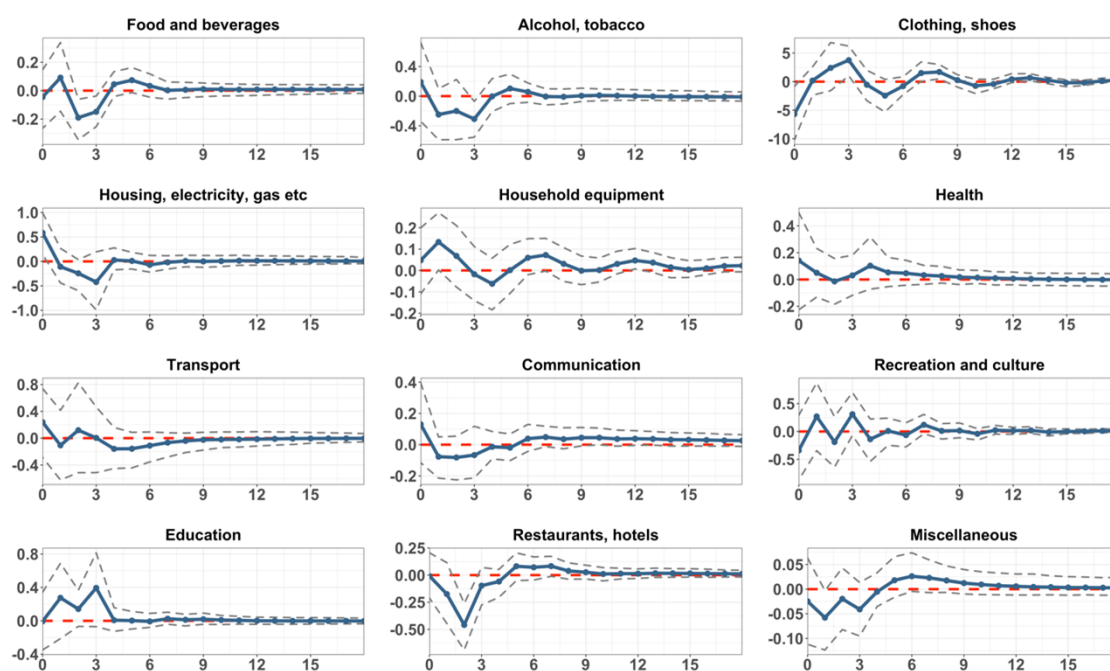 Food and beverages
0.2
0.0
-0.2
0 3 6 9 12 15
Alcohol, tobacco
0.4
0.0
-0.4
0 3 6 9 12 15
Clothing, shoes
5
0
-5
-10
0 3 6 9 12 15
Housing, electricity, gas etc
1.0
0.5
0.0
-0.5
-1.0
0 3 6 9 12 15
Household equipment
0.2
0.1
0.0
-0.1
-0.2
0 3 6 9 12 15
Health
0.4
0.2
0.0
-0.2
0 3 6 9 12 15
Transport
0.8
0.4
0.0
-0.4
0 3 6 9 12 15
Communication
0.4
0.2
0.0
-0.2
0 3 6 9 12 15
Recreation and culture
0.5
0.0
-0.5
0 3 6 9 12 15
Education
0.8
0.4
0.0
-0.4
0 3 6 9 12 15
Restaurants, hotels
0.25
0.00
-0.25
-0.50
0 3 6 9 12 15
Miscellaneous
0.05
0.00
-0.05
-0.10
0 3 6 9 12 15